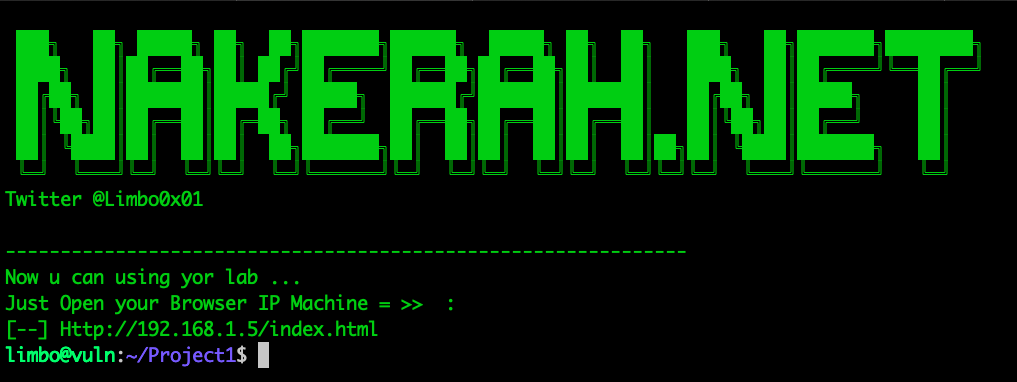 NAKERAH.NET
Twitter @Limbo0x01
--------------------------------------------------------------
Now u can using yor lab ...
Just Open your Browser IP Machine = >>  :
[--] Http://192.168.1.5/index.html
limbo@vuln:~/Project1$